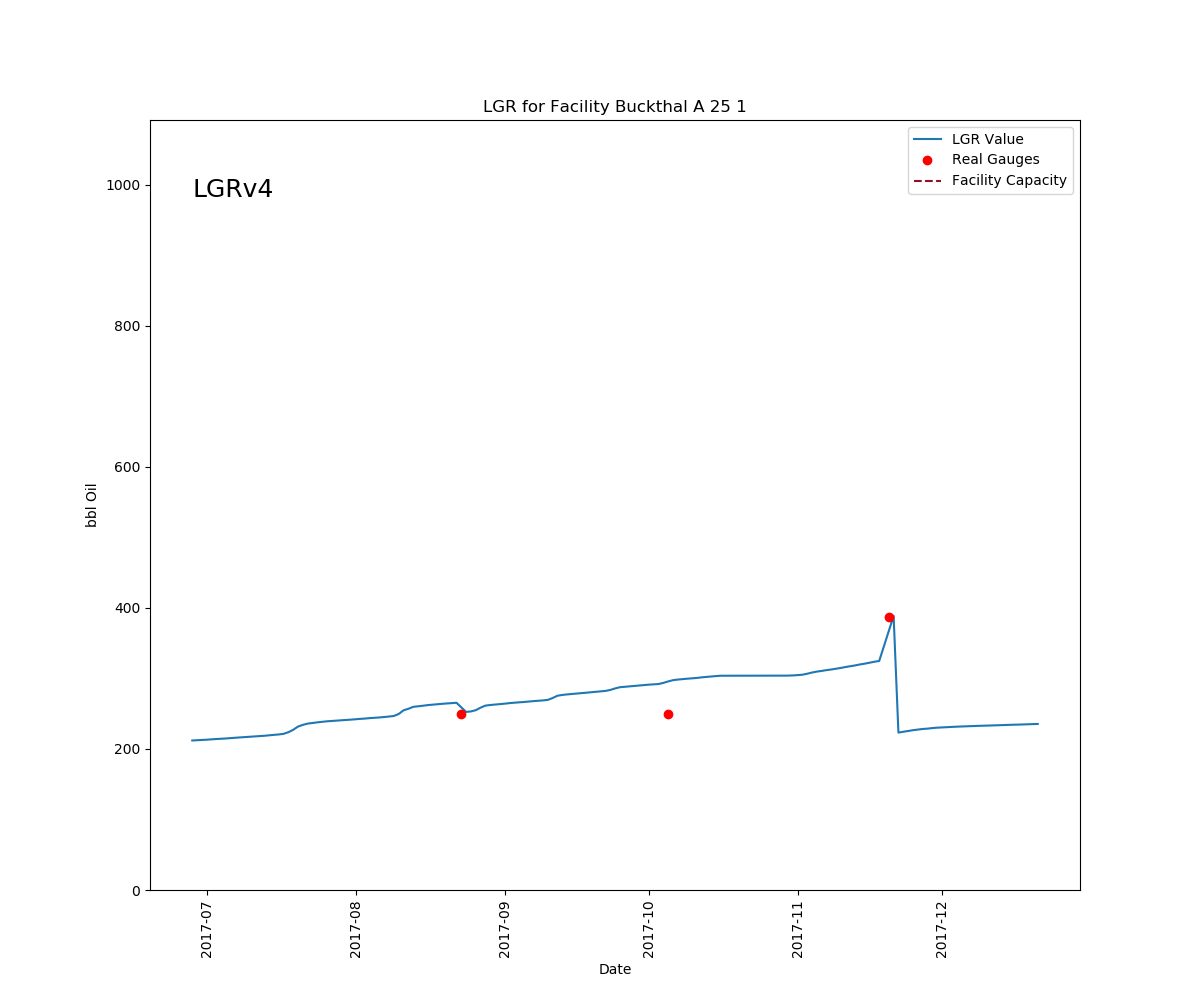 LGR for Facility Buckthal A 25 1
LGRv4
LGR Value
Real Gauges
Facility Capacity
1000
800
600
400
200
0
bbl Oil
2017-07
2017-08
2017-09
2017-10
2017-11
2017-12
Date